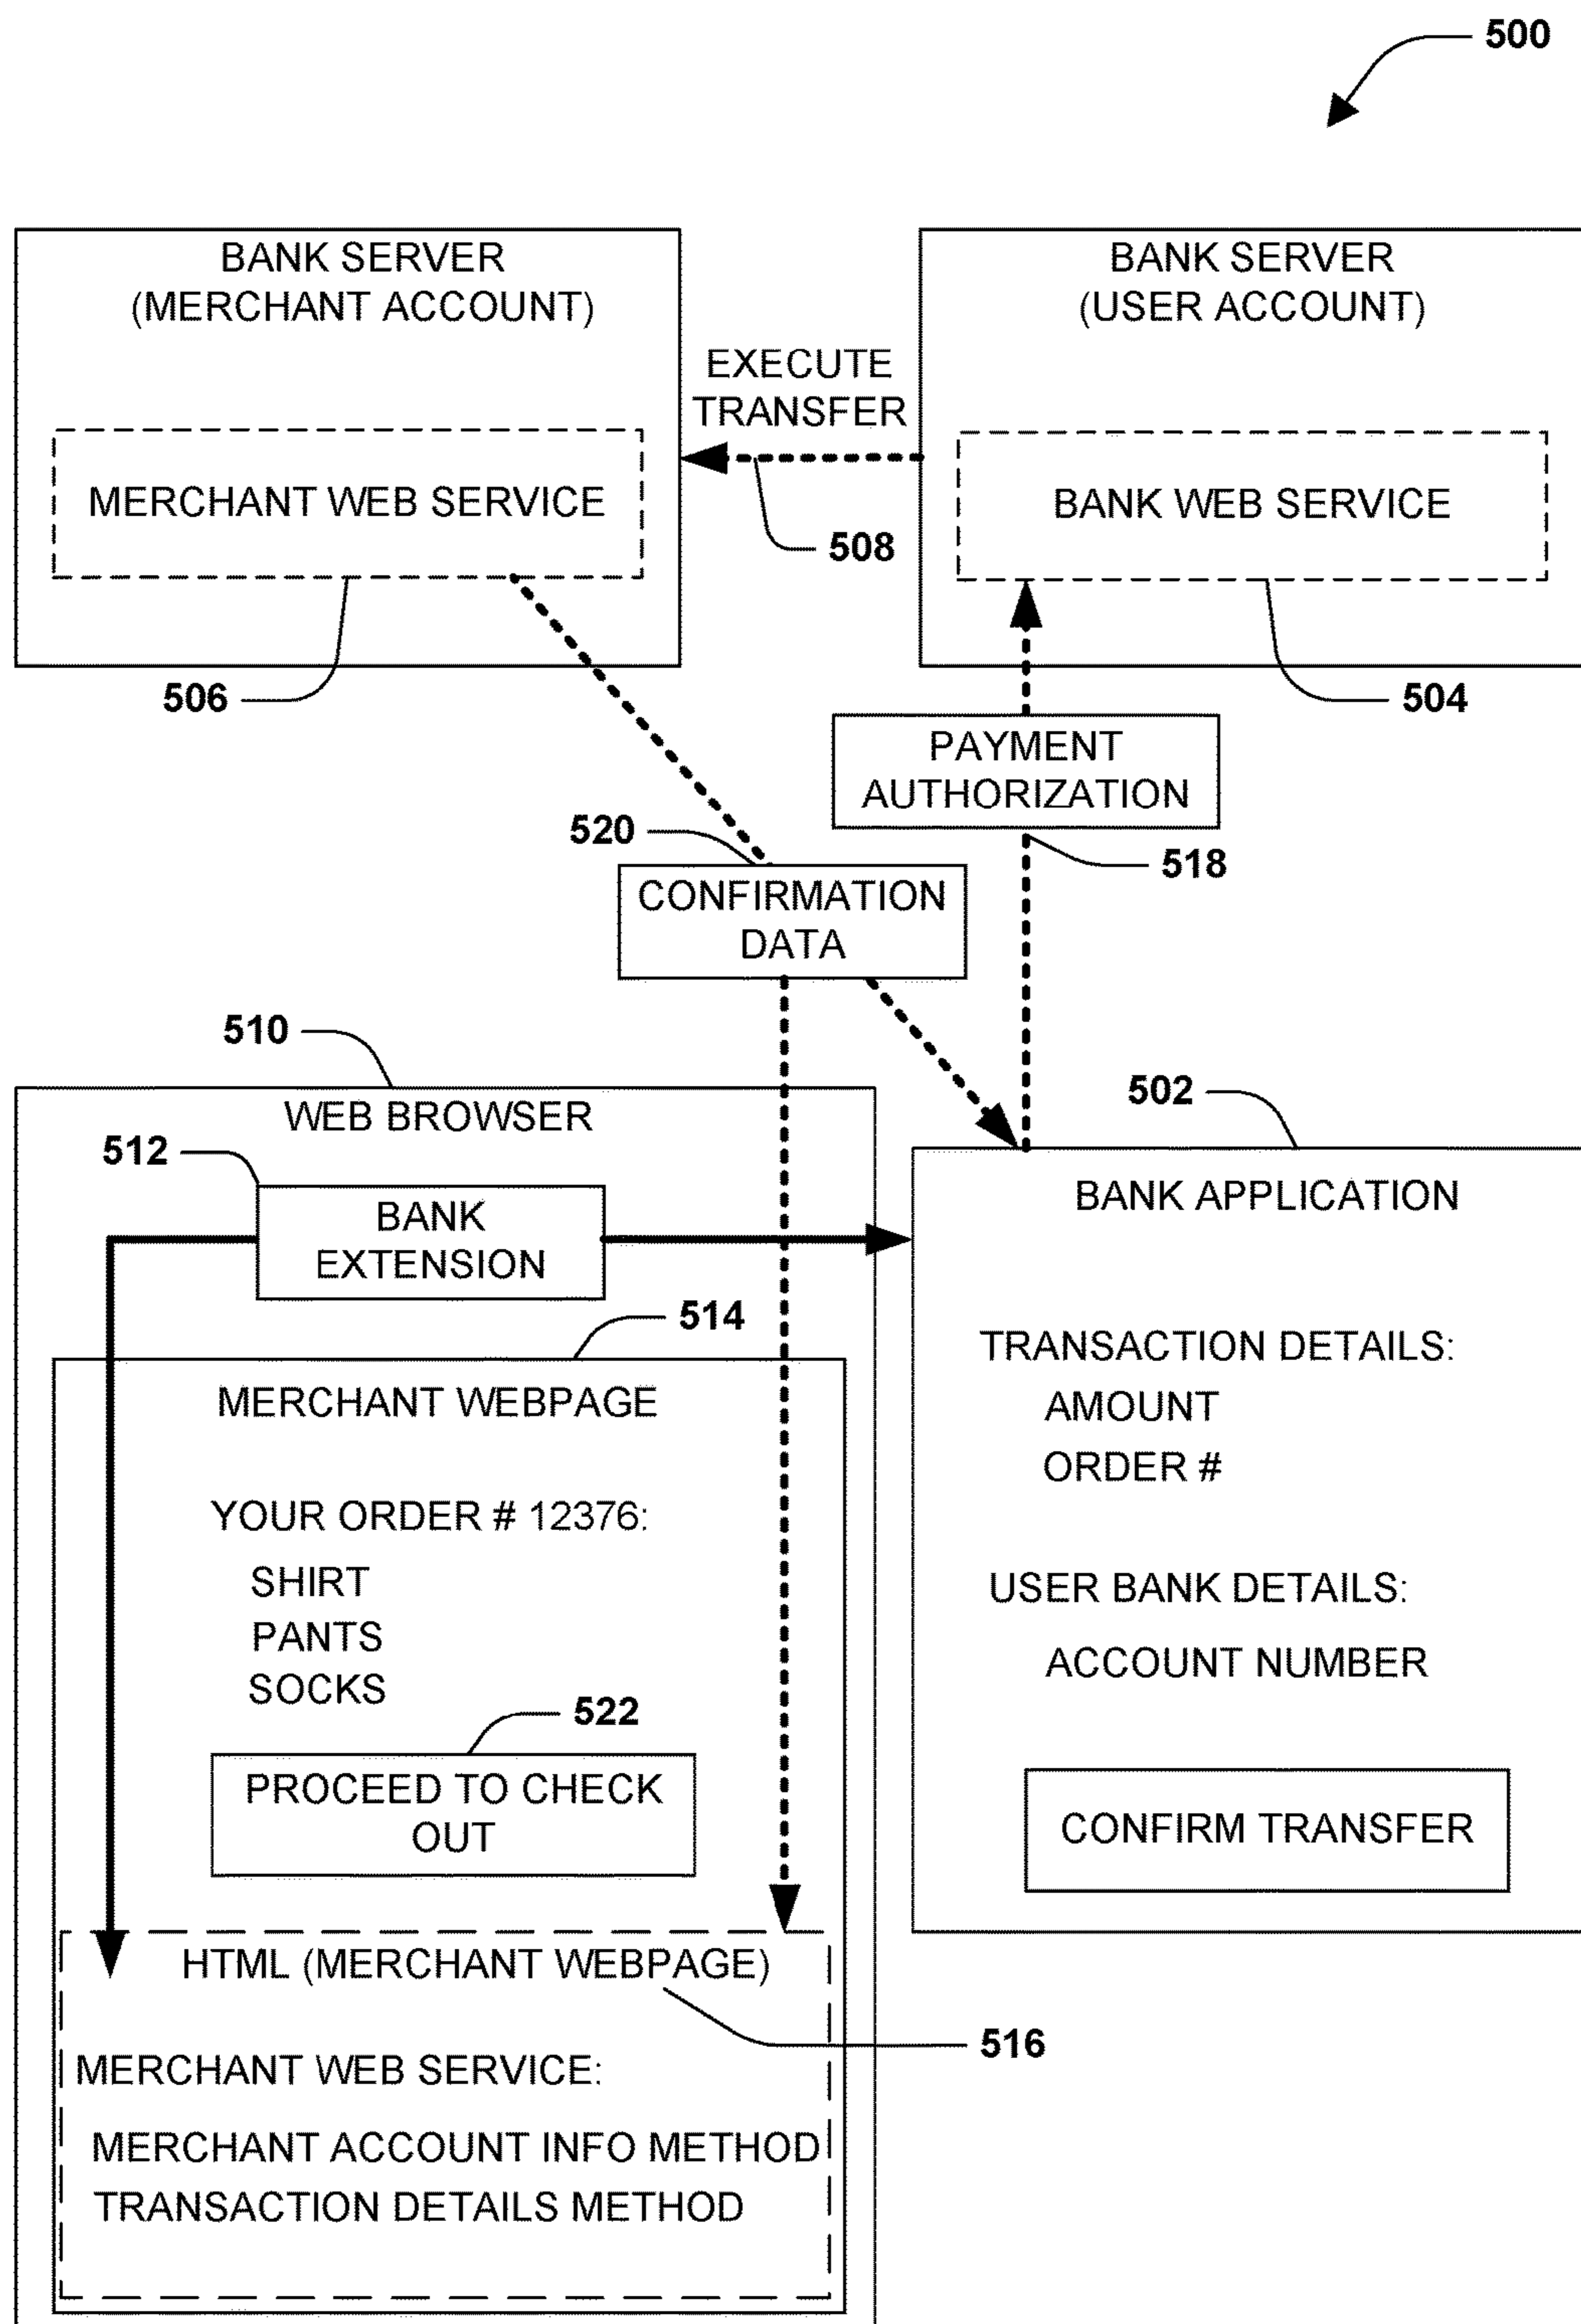 500
BANK SERVER
(MERCHANT ACCOUNT)
BANK SERVER
(USER ACCOUNT)
EXECUTE
TRANSFER
MERCHANT WEB SERVICE
BANK WEB SERVICE
508
506
504
PAYMENT
AUTHORIZATION
520
518
CONFIRMATION
DATA
510
502
WEB BROWSER
512
BANK
EXTENSION
BANK APPLICATION
514
TRANSACTION DETAILS:
AMOUNT
ORDER #
MERCHANT WEBPAGE
YOUR ORDER # 12376:
SHIRT
PANTS
SOCKS
USER BANK DETAILS:
ACCOUNT NUMBER
522
PROCEED TO CHECK
OUT
CONFIRM TRANSFER
HTML (MERCHANT WEBPAGE)
516
MERCHANT WEB SERVICE:
MERCHANT ACCOUNT INFO METHOD
TRANSACTION DETAILS METHOD